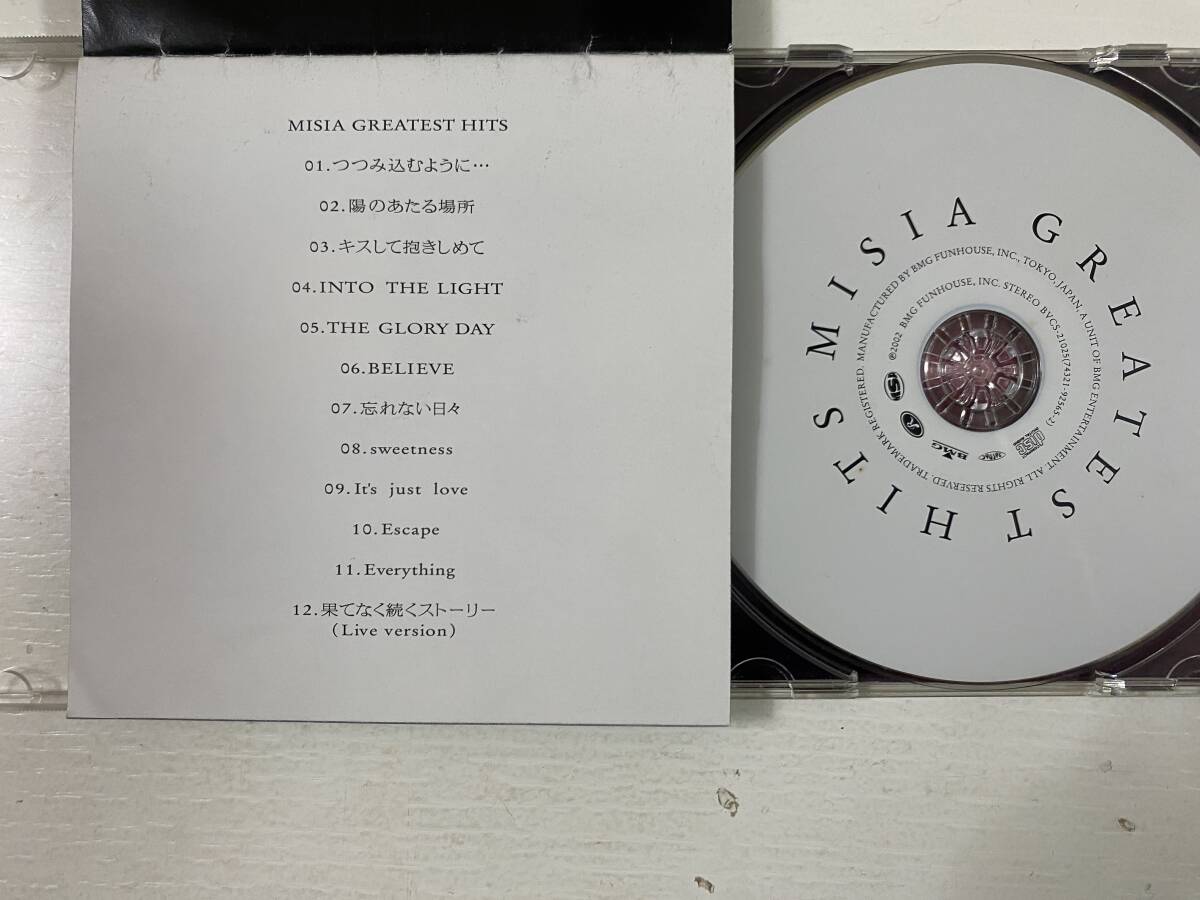 MISIA GREATEST HITS
01.つつみ込むように…
02.陽のあたる場所
03.キスして抱きしめて
04.INTO THE LIGHT
05.THE GLORY DAY
06.BELIEVE
07.忘れない日々
08.sweetness
09.It's just love
10.Escape
11.Everything
12.果てなく続くストーリー
(Live version)
MISIA GREATEST HITS
TRADEMARK REGISTERED. MANUFACTURED BY BMG FUNHOUSE, INC., TOKYO, JAPAN, A UNIT OF BMG ENTERTAINMENT. ALL RIGHTS RESERVED.
℗2002 BMG FUNHOUSE, INC. STEREO BVCS-21025(74321-92565-2)
R
BMG
disc